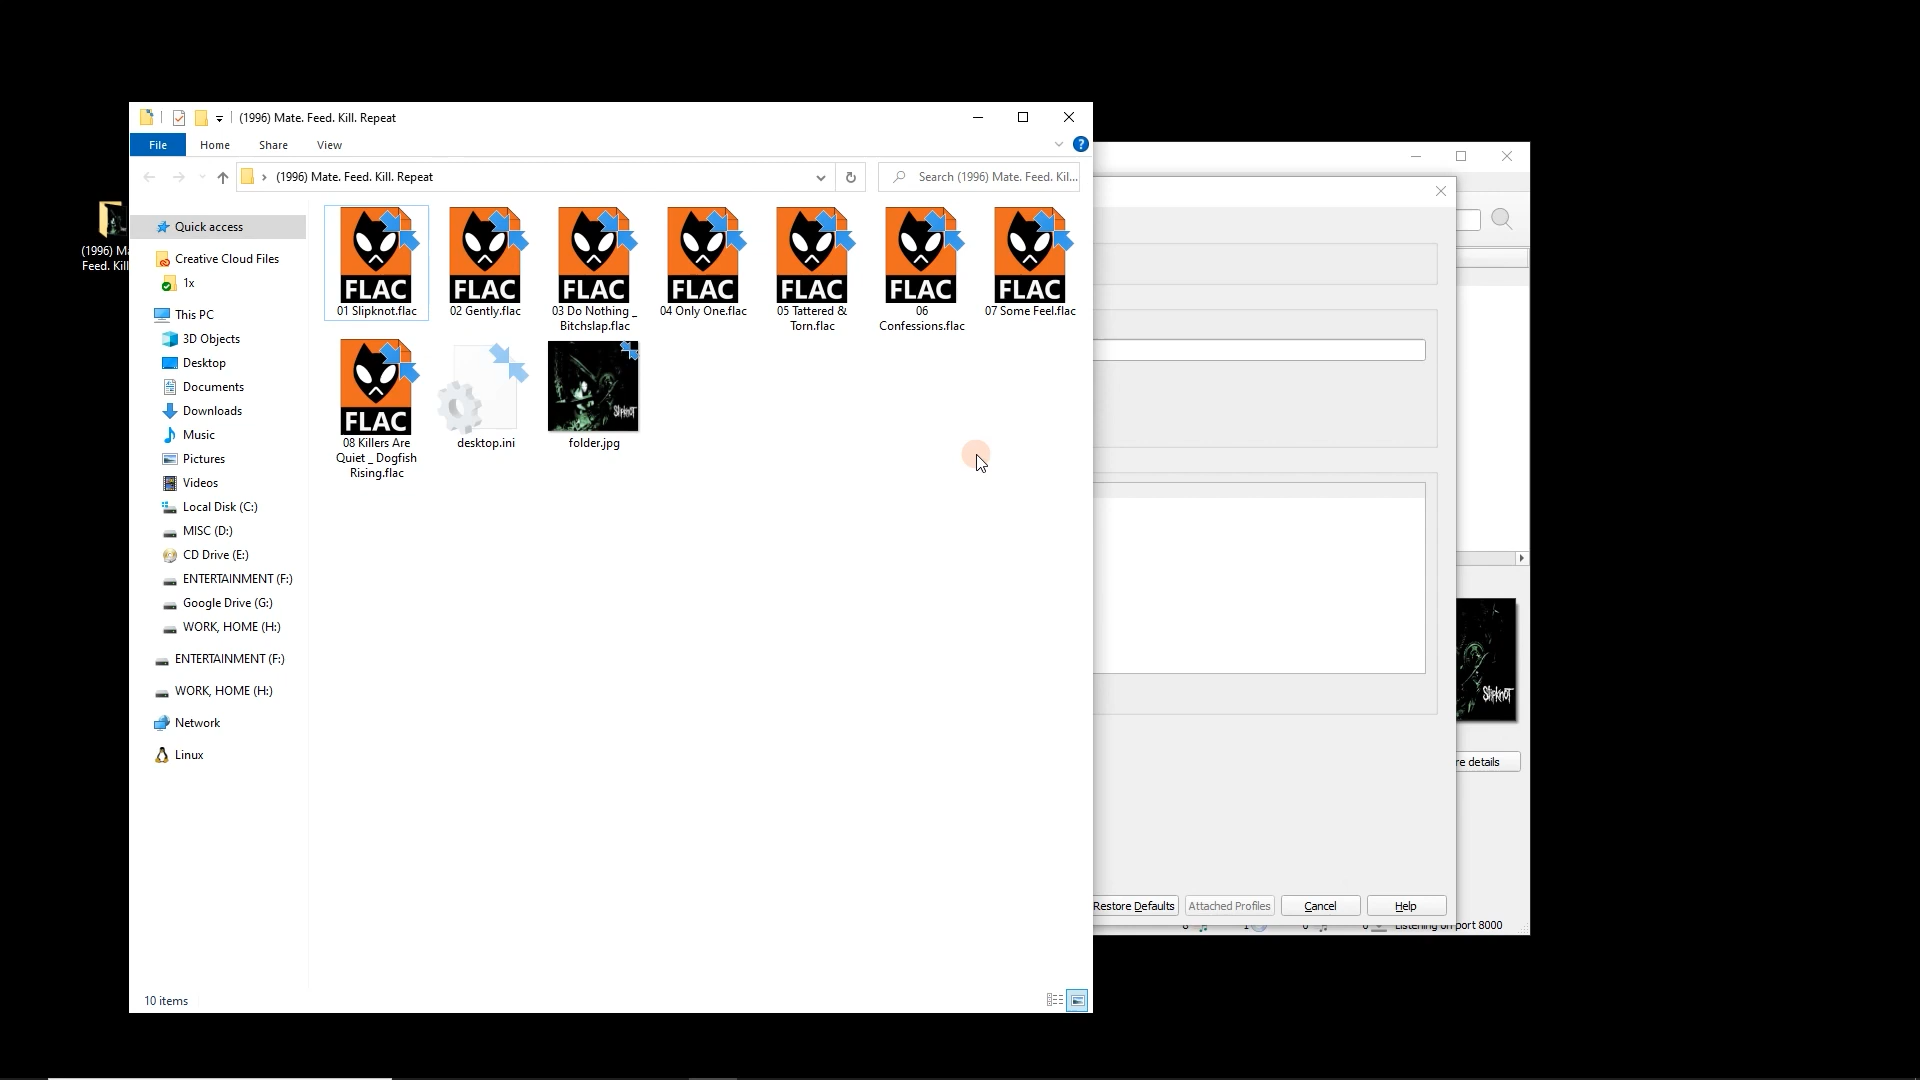 (1996) Mate. Feed. Kill. Repeat
File
Home
Share
View
?
(1996) Mate. Feed. Kill. Repeat
Search (1996) Mate. Feed. Kil...
(1996) Ma
Feed. Kill
Quick access
Creative Cloud Files
1x
This PC
3D Objects
Desktop
Documents
Downloads
Music
Pictures
Videos
Local Disk (C:)
MISC (D:)
CD Drive (E:)
ENTERTAINMENT (F:)
Google Drive (G:)
WORK, HOME (H:)
ENTERTAINMENT (F:)
WORK, HOME (H:)
Network
Linux
FLAC
01 Slipknot.flac
FLAC
02 Gently.flac
FLAC
03 Do Nothing _
Bitchslap.flac
FLAC
04 Only One.flac
FLAC
05 Tattered &
Torn.flac
FLAC
06
Confessions.flac
FLAC
07 Some Feel.flac
FLAC
08 Killers Are
Quiet _ Dogfish
Rising.flac
desktop.ini
Slipknot
folder.jpg
10 items
Slipknot
re details
Restore Defaults
Attached Profiles
Cancel
Help
Listening on port 8000